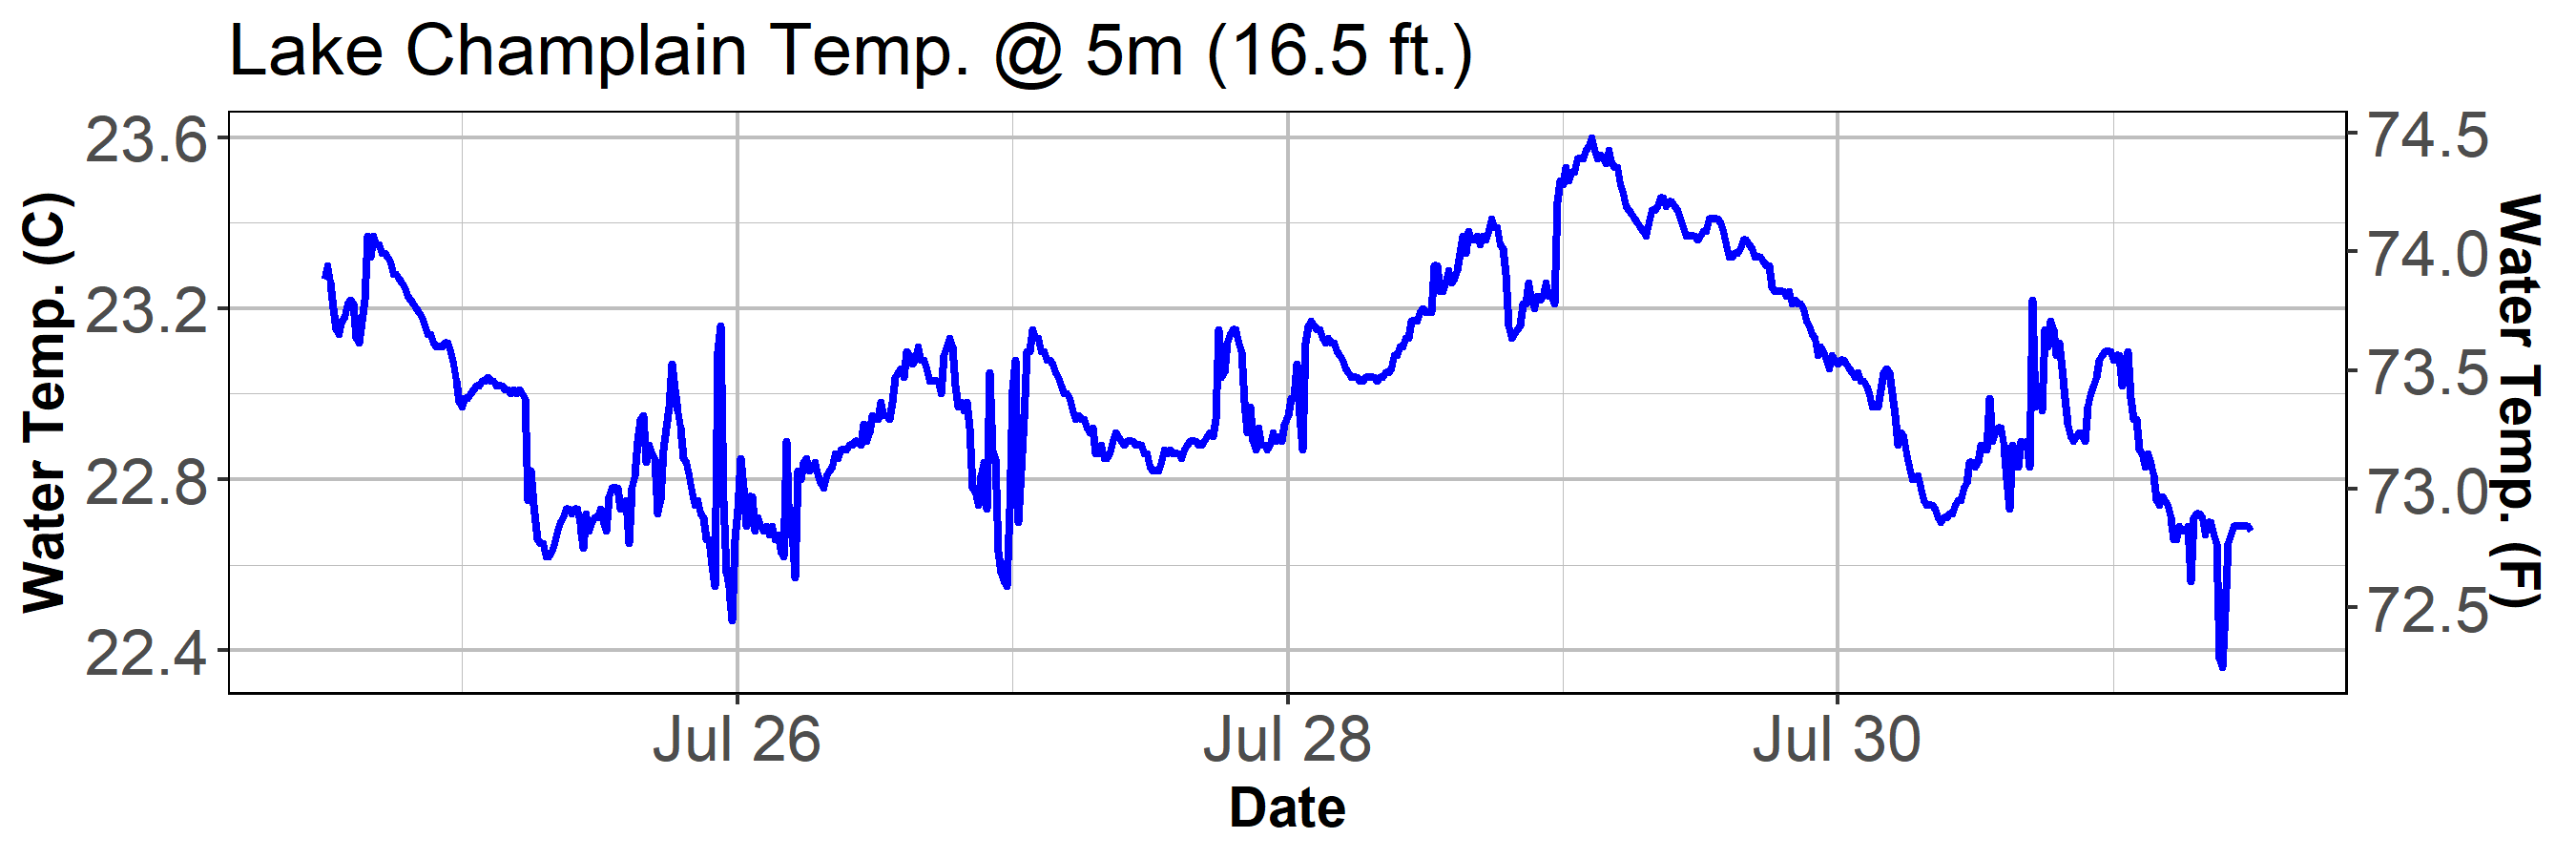 Lake Champlain Temp. @ 5m (16.5 ft.)
Water Temp. (C)
23.6
23.2
22.8
22.4
74.5
74.0
73.5
73.0
72.5
Water Temp. (F)
Jul 26
Jul 28
Jul 30
Date